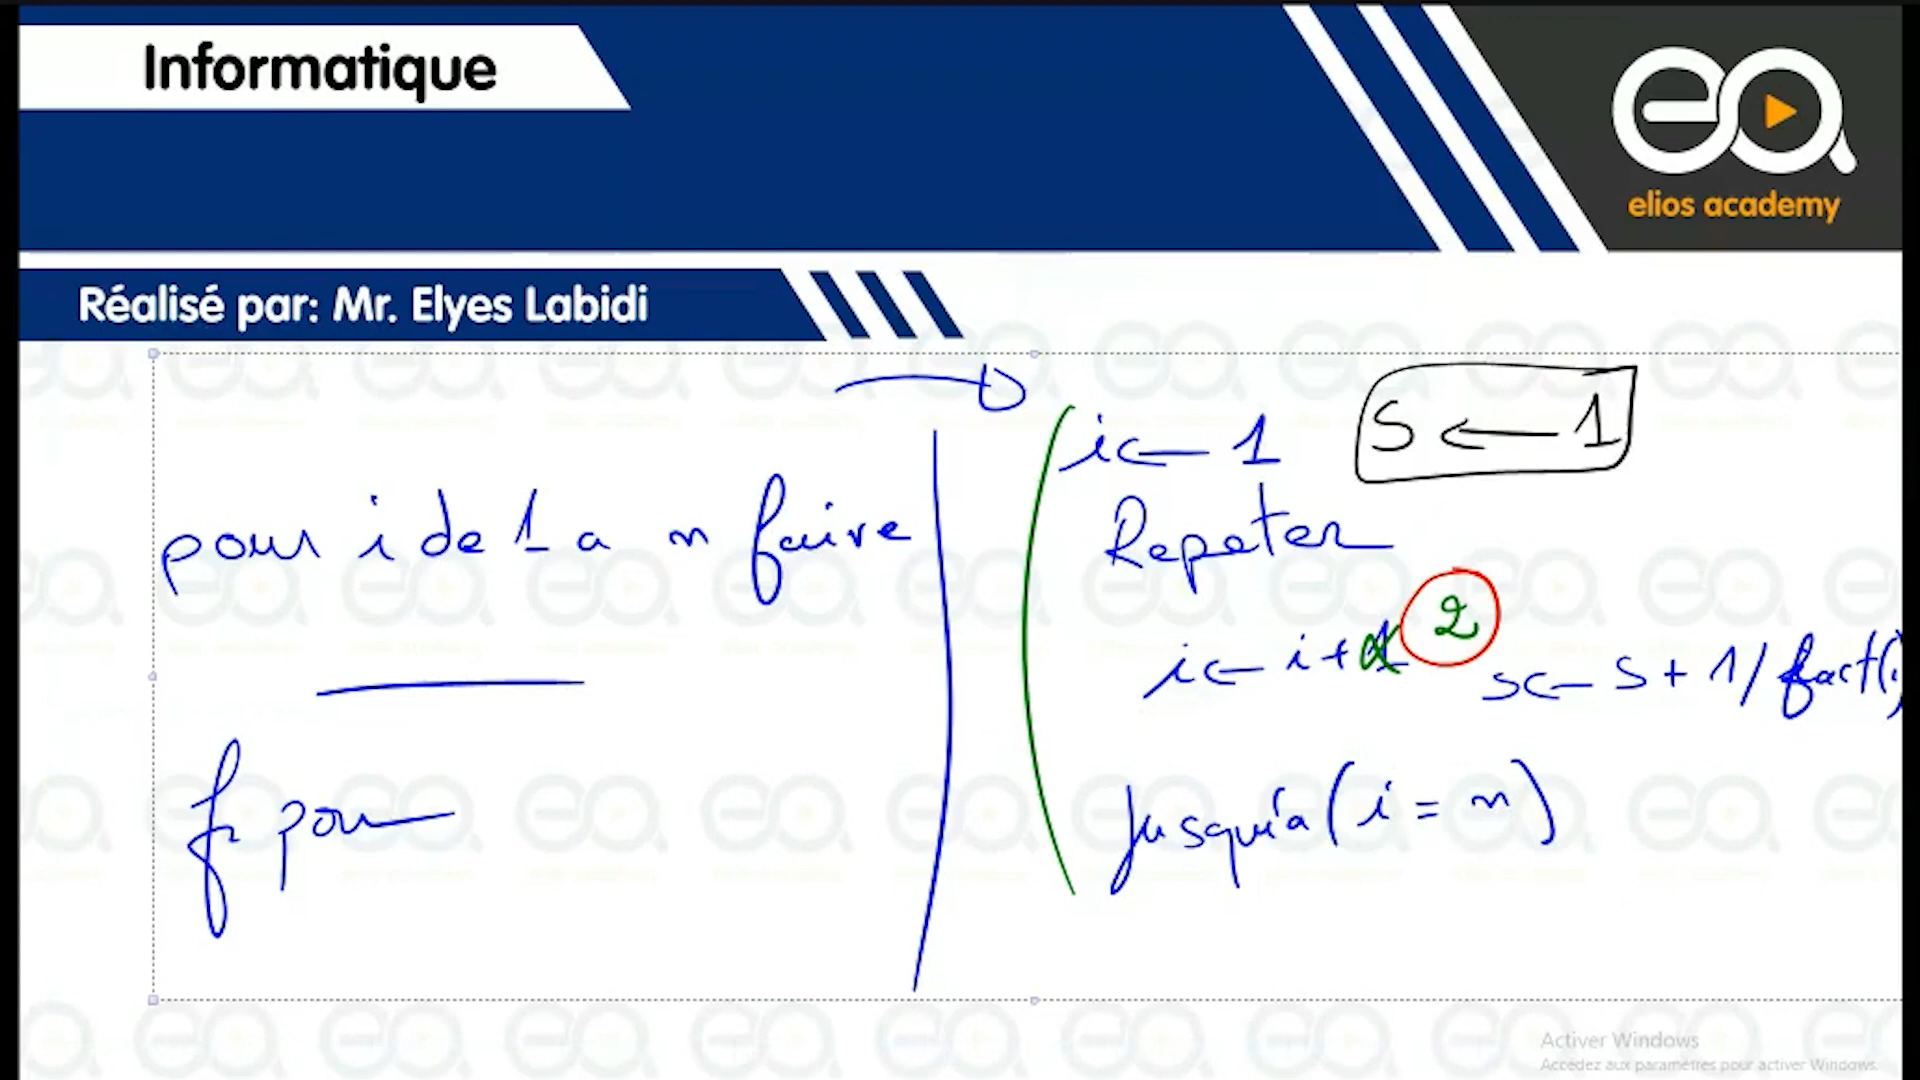 Informatique
elios academy
Réalisé par: Mr. Elyes Labidi
pour i de 1 a n faire
f pour
i ← 1
S ← 1
Repeter
i ← i + 2
s ← s + 1/fact(i)
Jusqu'a (i = n)
Activer Windows
Accédez aux paramètres pour activer Windows.